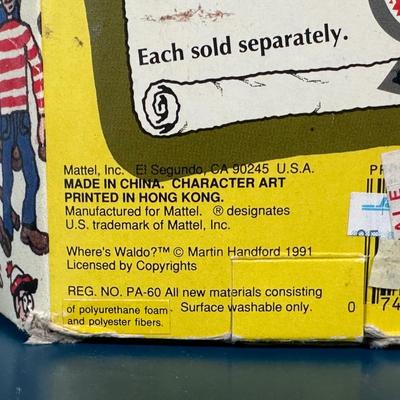 Each sold separately.
Mattel, Inc. El Segundo, CA 90245 U.S.A.
MADE IN CHINA. CHARACTER ART
PRINTED IN HONG KONG.
Manufactured for Mattel. ® designates
U.S. trademark of Mattel, Inc.
Where's Waldo?™ © Martin Handford 1991
Licensed by Copyrights
REG. NO. PA-60 All new materials consisting
of polyurethane foam and polyester fibers. Surface washable only.
0
74